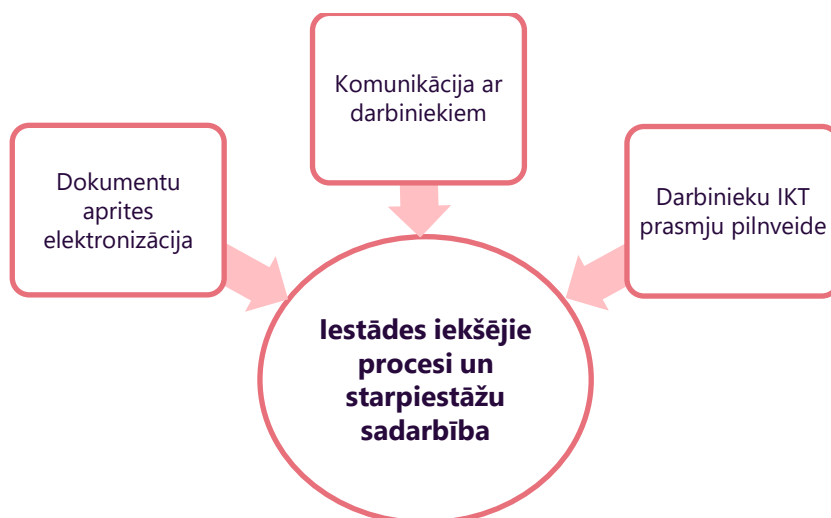 Komunikācija ar
darbiniekiem
Dokumentu
aprites
elektronizācija
Darbinieku IKT
prasmju pilnveide
Iestādes iekšējie
procesi un
starpiestāžu
sadarbība